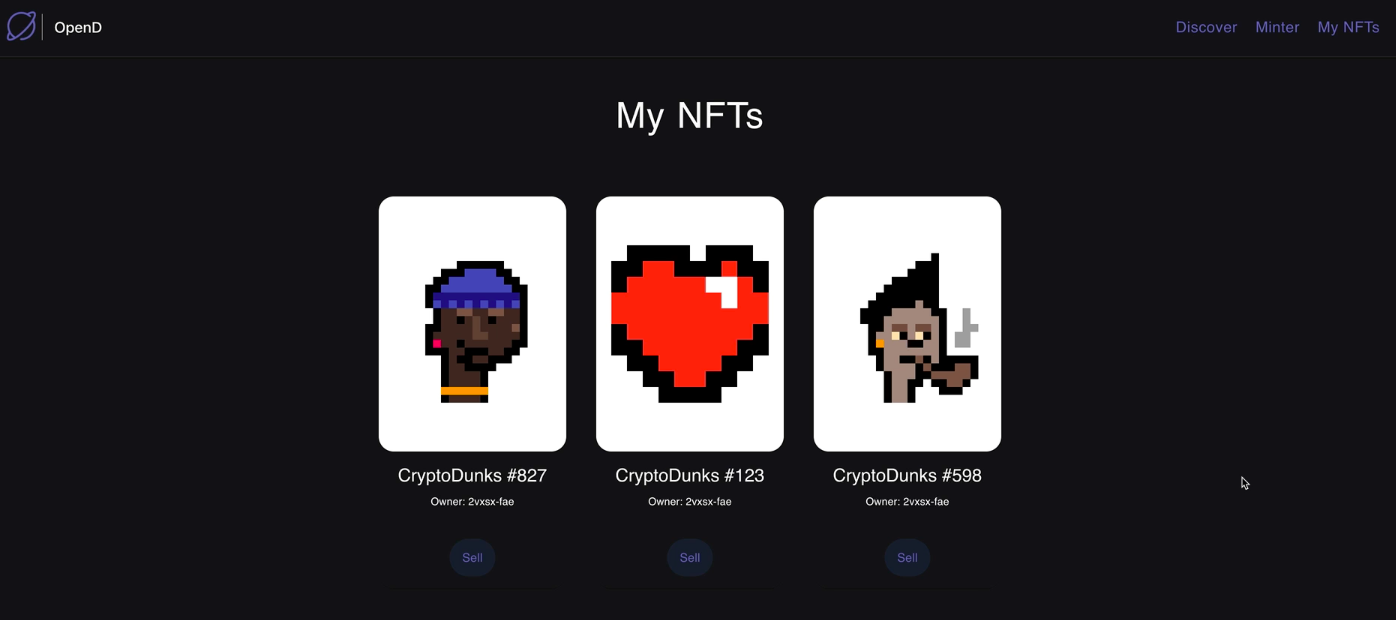 OpenD
Discover Minter My NFTs
My NFTs
CryptoDunks #827
Owner: 2vxsx-fae
Sell
CryptoDunks #123
Owner: 2vxsx-fae
Sell
CryptoDunks #598
Owner: 2vxsx-fae
Sell